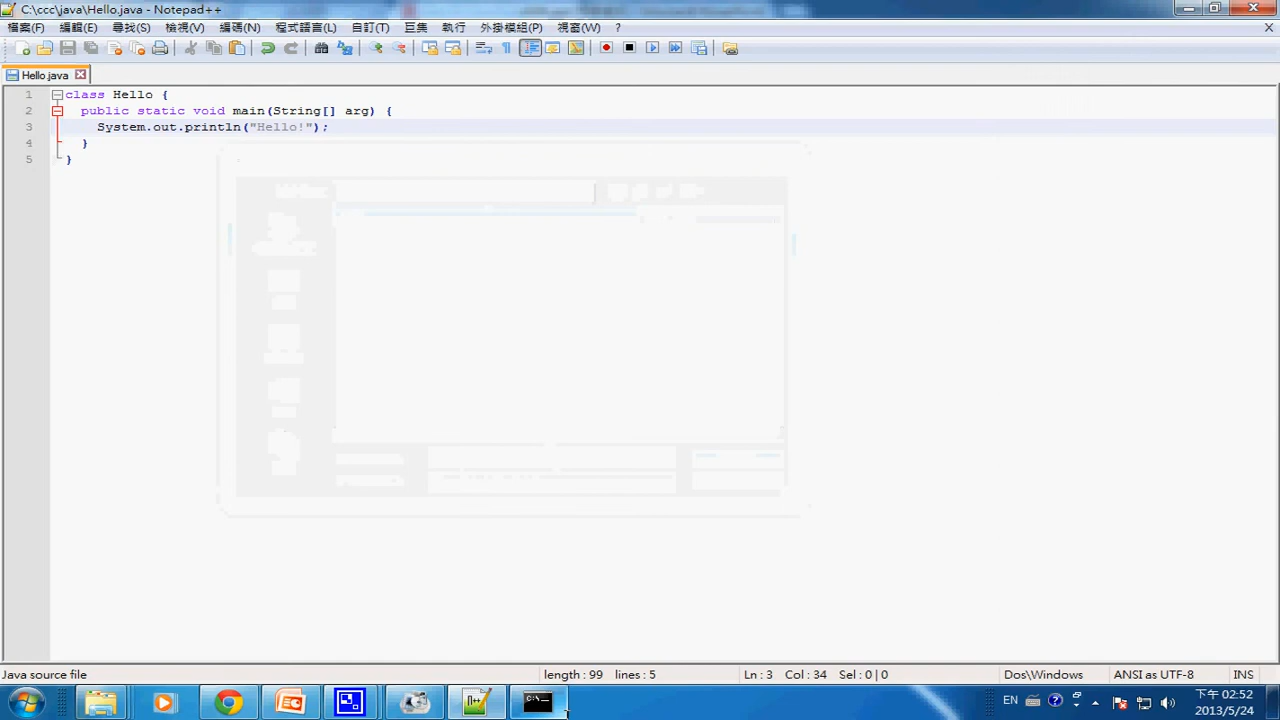 C:\ccc\java\Hello.java - Notepad++
檔案(F) 編輯(E) 尋找(S) 檢視(V) 編碼(N) 程式語言(L) 自訂(T) 巨集 執行 外掛模組(P) 視窗(W) ? X
Hello.java
1 class Hello {
2 public static void main(String[] arg) {
3 System.out.println("Hello!");
4 }
5 }
Java source file length : 99 lines : 5 Ln : 3 Col : 34 Sel : 0 | 0 Dos\Windows ANSI as UTF-8 INS
EN 下午 02:52
2013/5/24